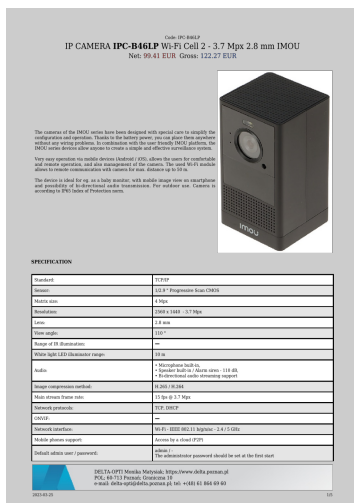 Code: IPC-B46LP
IP CAMERA IPC-B46LP Wi-Fi Cell 2 - 3.7 Mpx 2.8 mm IMOU
Net: 99.41 EUR Gross: 122.27 EUR
The cameras of the IMOU series have been designed with special care to simplify the
configuration and operation. Thanks to the battery power, you can place them anywhere
without any wiring problems. In combination with the user friendly IMOU platform, the
IMOU series devices allow anyone to create a simple and effective surveillance system.
Very easy operation via mobile devices (Android / iOS), allows the users for comfortable
and remote operation, and also management of the camera. The used Wi-Fi module
allows to remote communication with camera for max. distance up to 50 m.
The device is ideal for eg. as a baby monitor, with mobile image view on smartphone
and possibility of bi-directional audio transmission. For outdoor use. Camera is
according to IP65 Index of Protection norm.
imou
SPECIFICATION
Standard: TCP/IP
Sensor: 1/2.9 " Progressive Scan CMOS
Matrix size: 4 Mpx
Resolution: 2560 x 1440 - 3.7 Mpx
Lens: 2.8 mm
View angle: 110 °
Range of IR illumination: —
White light LED illuminator range: 10 m
Audio:
• Microphone built-in,
• Speaker built-in / Alarm siren - 110 dB,
• Bi-directional audio streaming support
Image compression method: H.265 / H.264
Main stream frame rate: 15 fps @ 3.7 Mpx
Network protocols: TCP, DHCP
ONVIF: —
Network interface: Wi-Fi - IEEE 802.11 b/g/n/ac - 2.4 / 5 GHz
Mobile phones support: Access by a cloud (P2P)
Default admin user / password:
admin / -
The administrator password should be set at the first start
DELTA-OPTI Monika Matysiak; https://www.delta.poznan.pl
POL; 60-713 Poznań; Graniczna 10
e-mail: delta-opti@delta.poznan.pl; tel: +(48) 61 864 69 60
2023-03-25 1/5